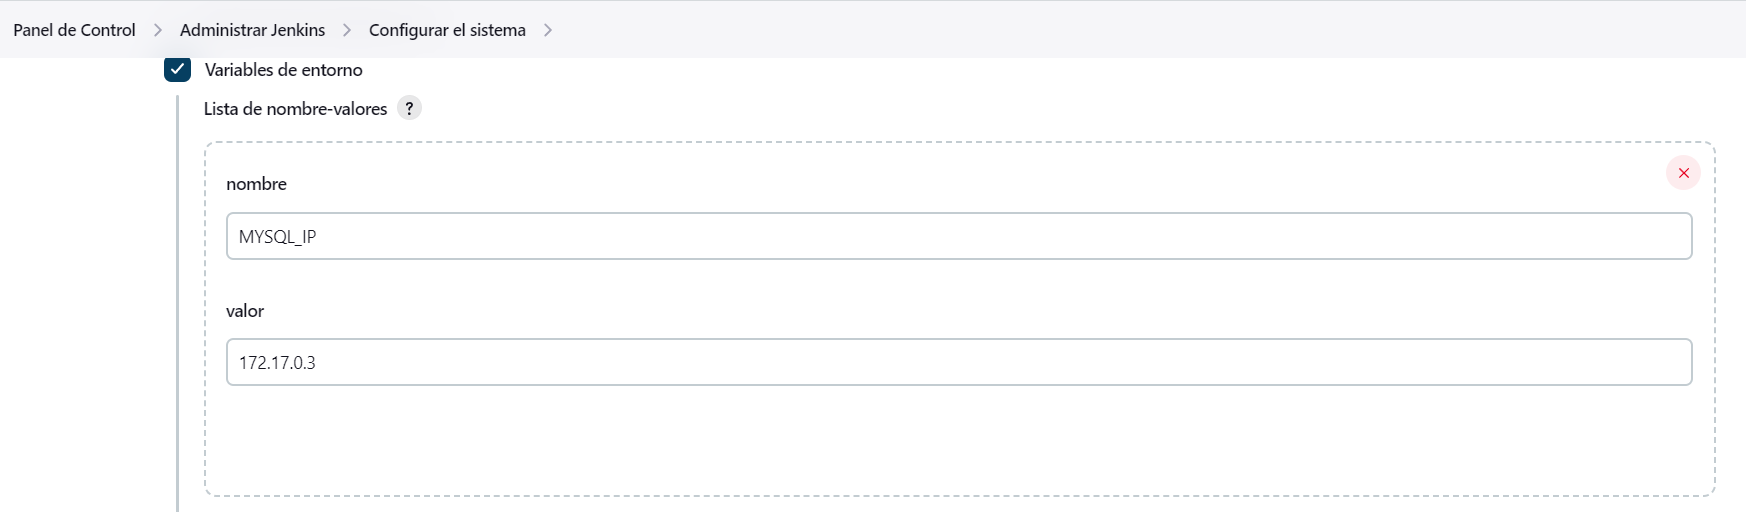 Panel de Control > Administrar Jenkins > Configurar el sistema >
Variables de entorno
Lista de nombre-valores ?
nombre
MYSQL_IP
valor
172.17.0.3